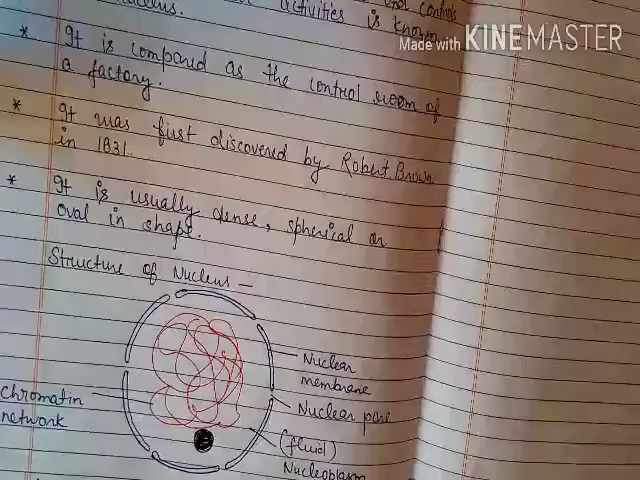 and controls
nucleus. activities is known
Made with KINEMASTER
* It is compared as the control room of
a factory.
* It was first discovered by Robert Brown
in 1831.
* It is usually dense, spherical or
oval in shape.
Structure of Nucleus —
Nuclear
membrane
Chromatin
network
Nuclear pore
(fluid)
Nucleoplasm